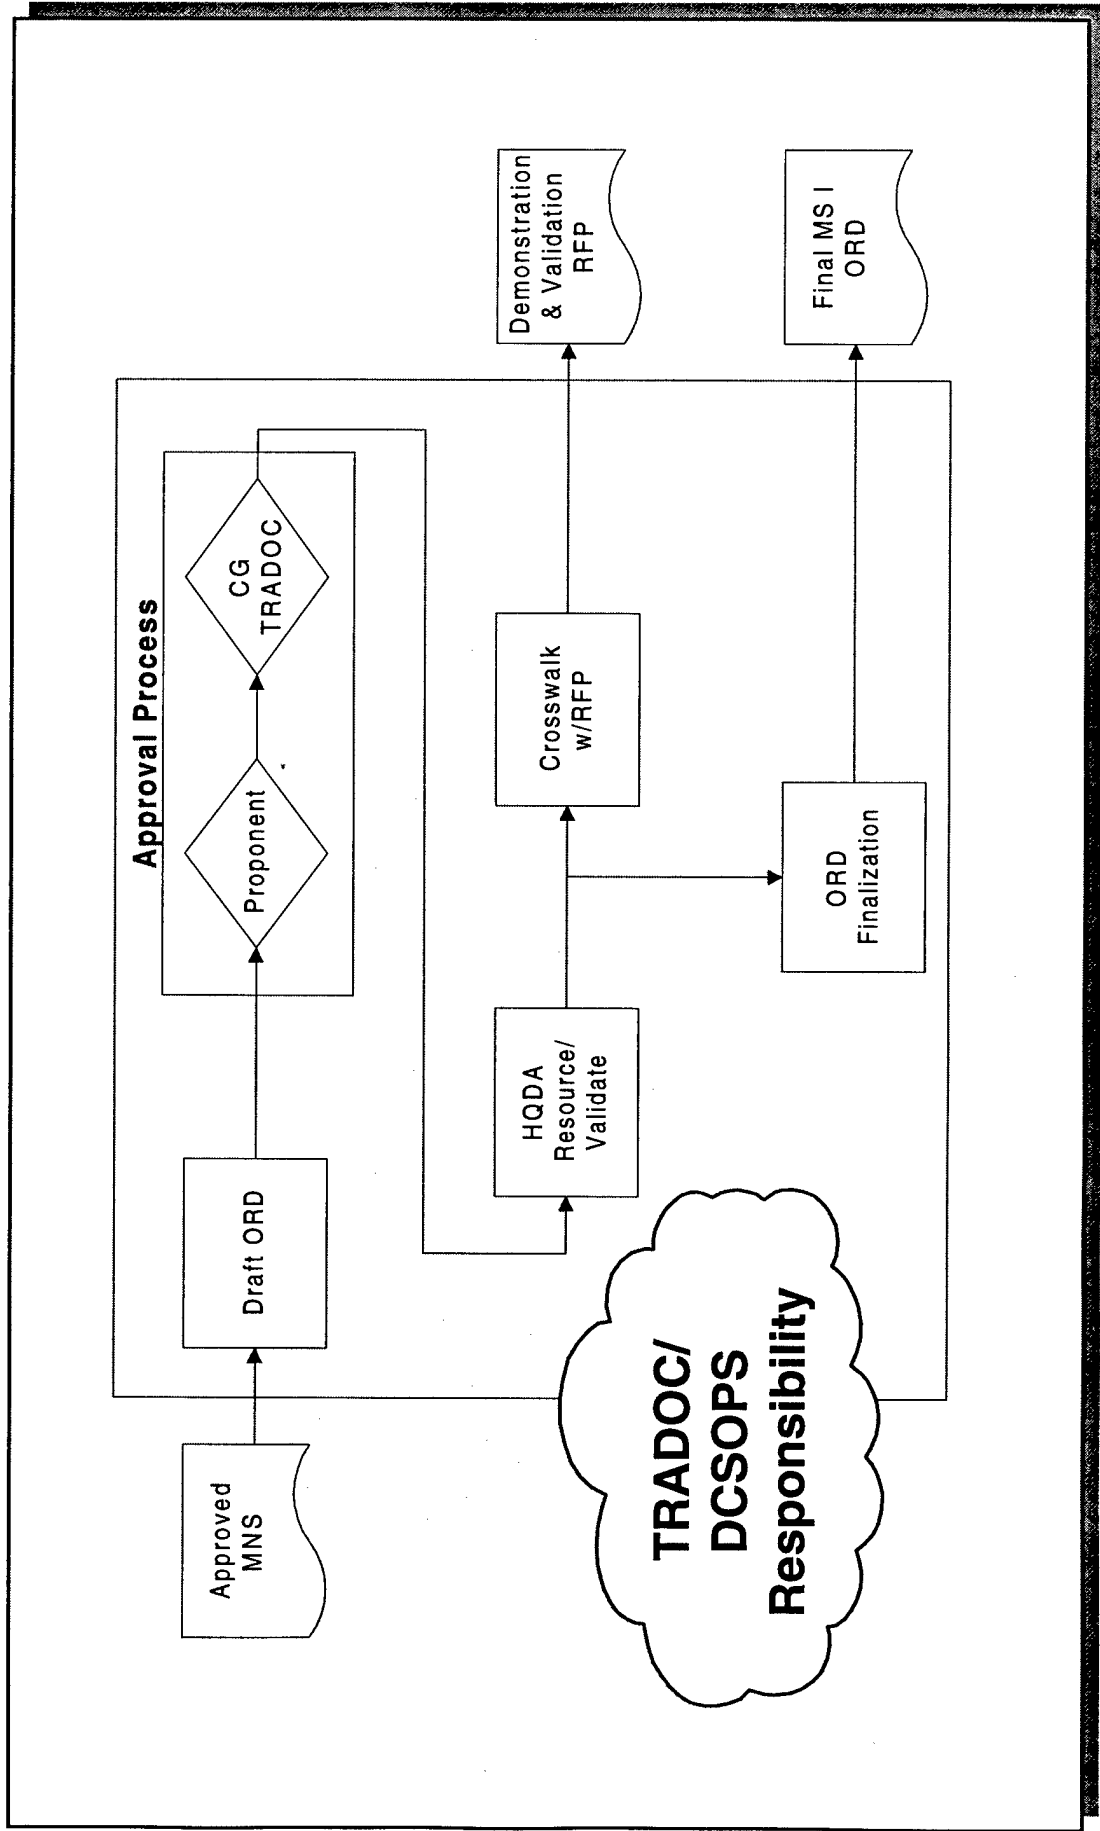 Approval Process
Approved
MNS
Draft ORD
Proponent
CG
TRADOC
HQDA
Resource/
Validate
Crosswalk
w/RFP
Demonstration
& Validation
RFP
ORD
Finalization
Final MS I
ORD
TRADOC/
DCSOPS
Responsibility